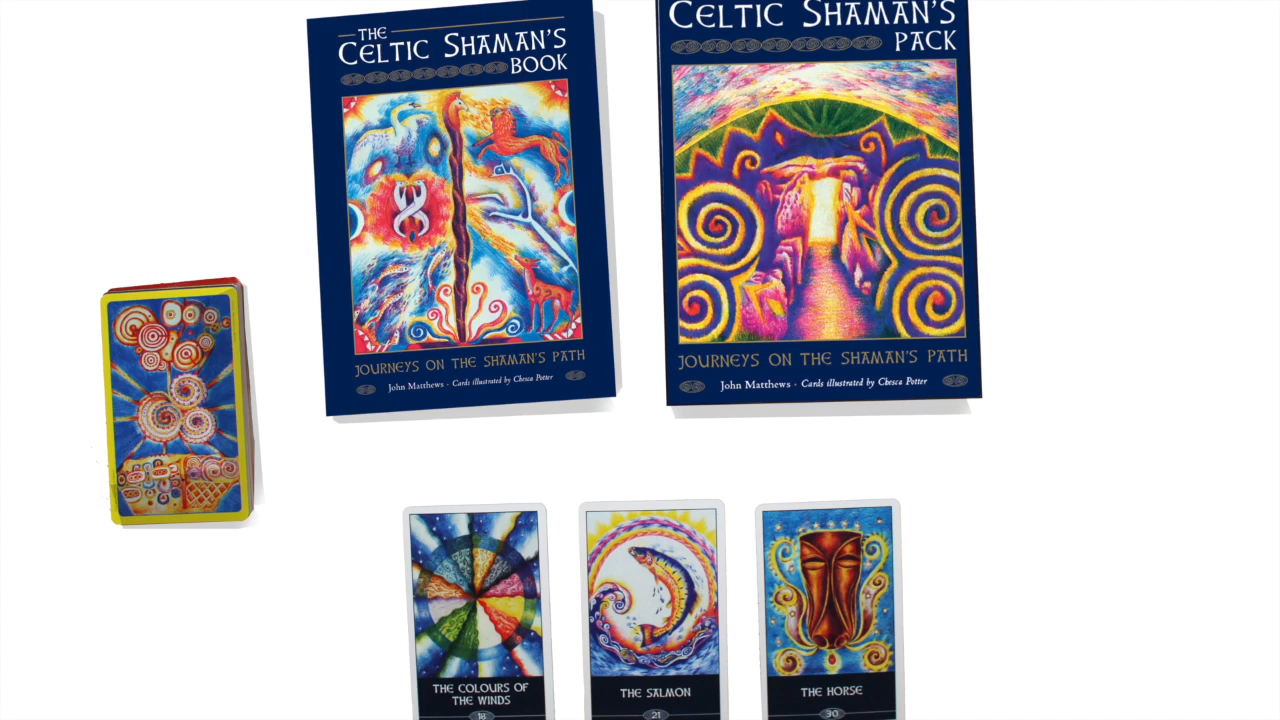 THE
CELTIC SHAMAN'S
BOOK
JOURNEYS ON THE SHAMAN'S PATH
John Matthews · Cards illustrated by Chesca Potter
CELTIC SHAMAN'S
PACK
JOURNEYS ON THE SHAMAN'S PATH
John Matthews · Cards illustrated by Chesca Potter
THE COLOURS OF
THE WINDS
18
THE SALMON
21
THE HORSE
30